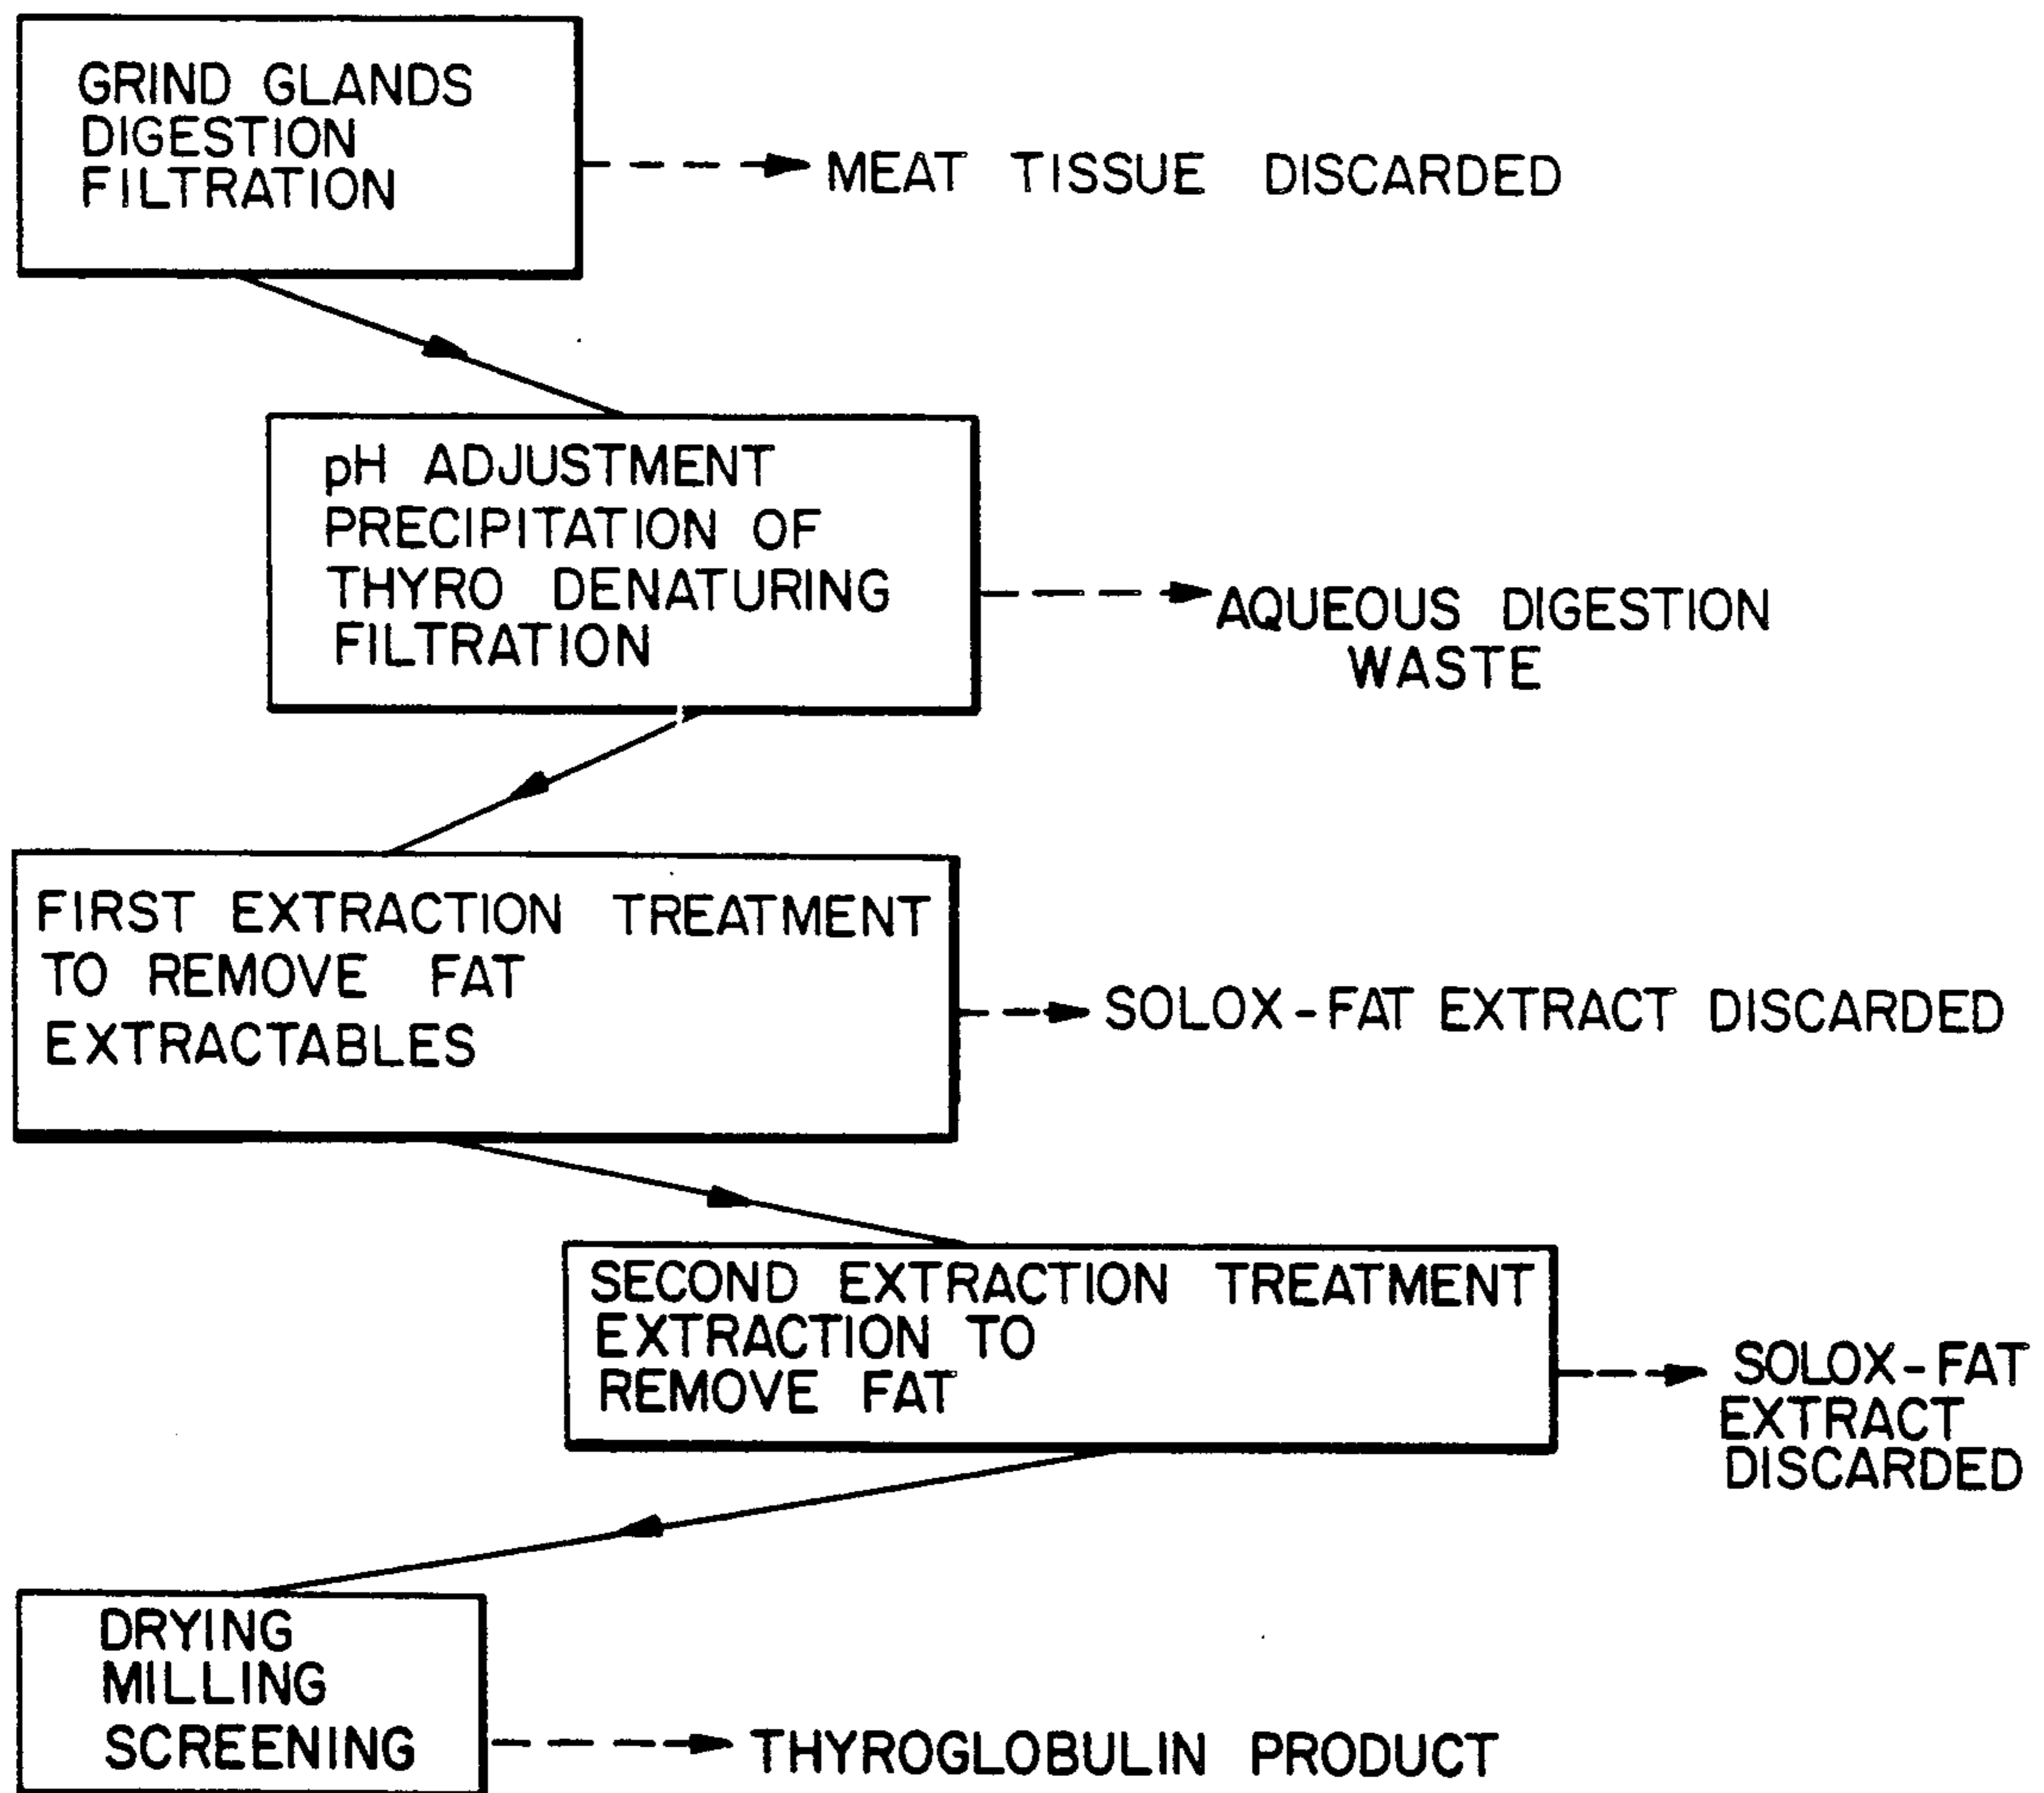 GRIND GLANDS
DIGESTION
FILTRATION
MEAT TISSUE DISCARDED
pH ADJUSTMENT
PRECIPITATION OF
THYRO DENATURING
FILTRATION
AQUEOUS DIGESTION
WASTE
FIRST EXTRACTION TREATMENT
TO REMOVE FAT
EXTRACTABLES
SOLOX-FAT EXTRACT DISCARDED
SECOND EXTRACTION TREATMENT
EXTRACTION TO
REMOVE FAT
SOLOX-FAT
EXTRACT
DISCARDED
DRYING
MILLING
SCREENING
THYROGLOBULIN PRODUCT